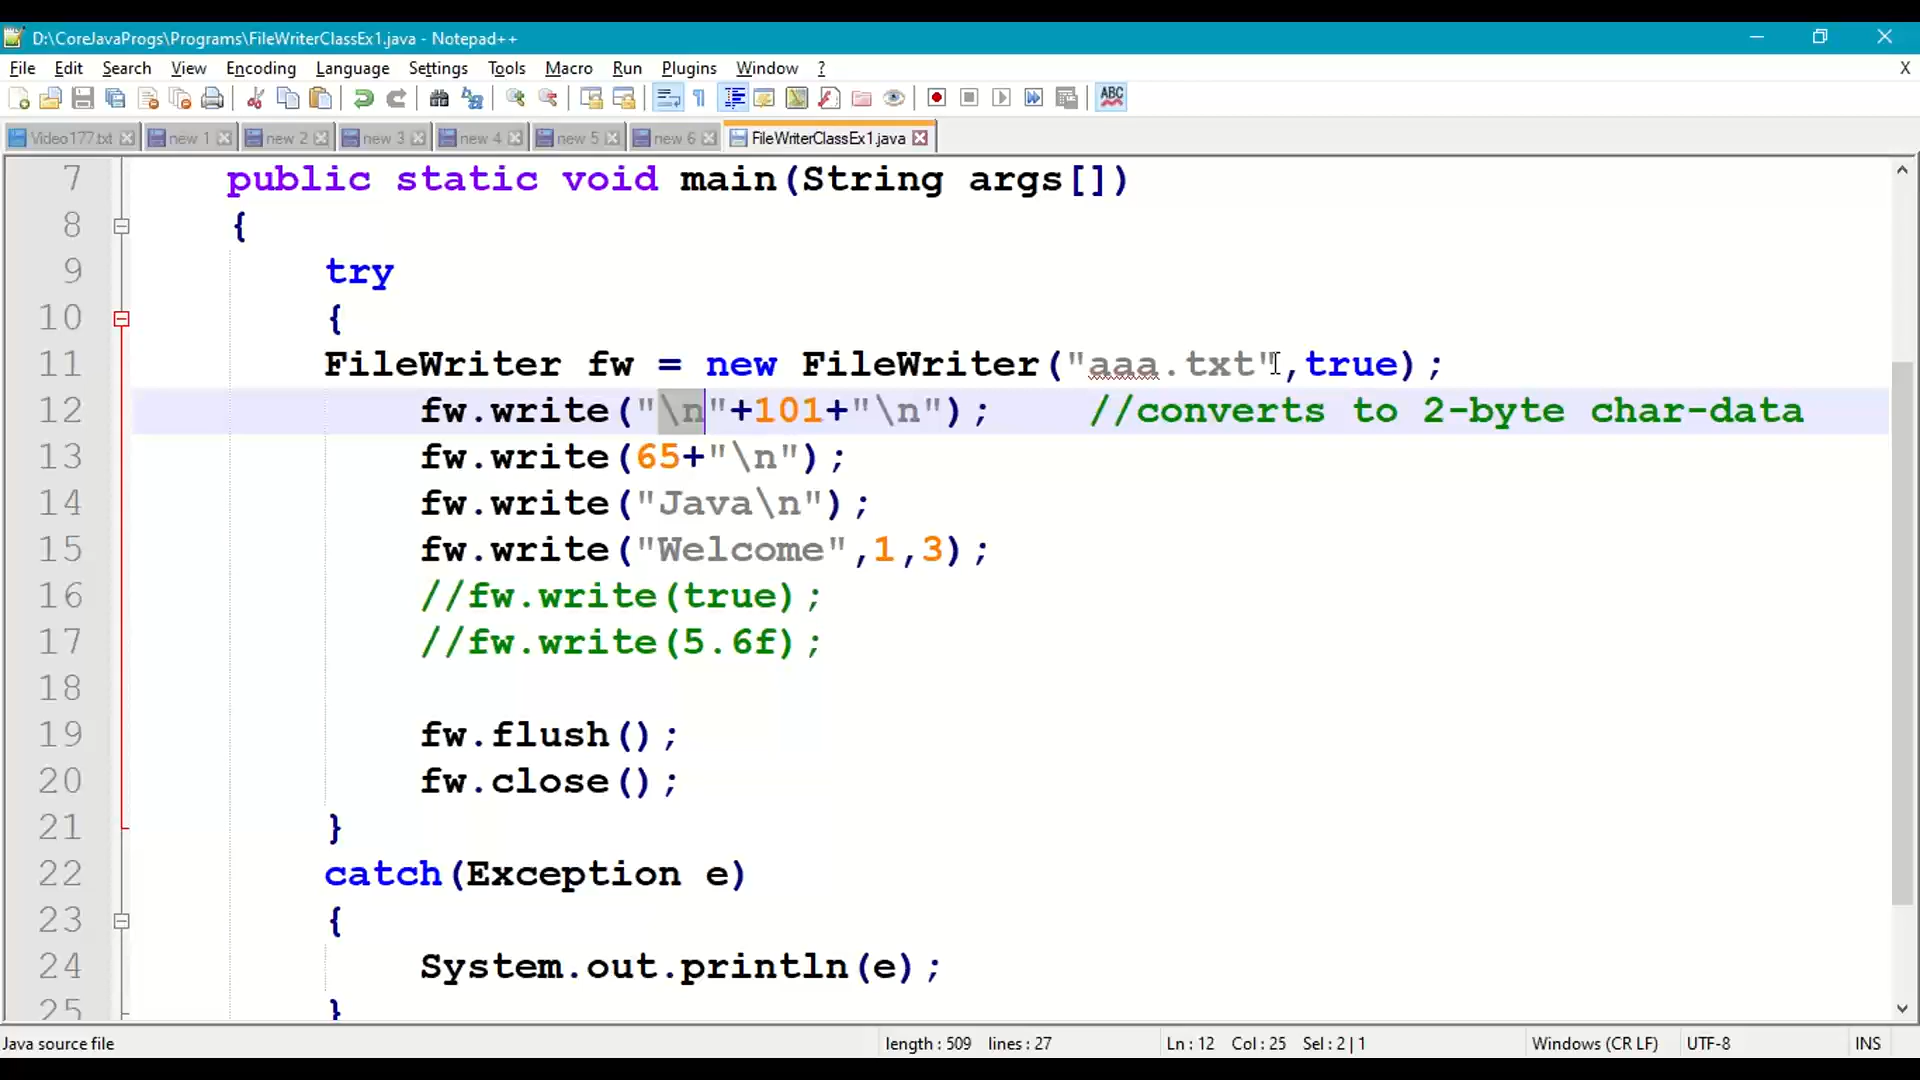 D:\CoreJavaProgs\Programs\FileWriterClassEx1.java - Notepad++
File Edit Search View Encoding Language Settings Tools Macro Run Plugins Window ? X
ABC
Video177.txt new 1 new 2 new 3 new 4 new 5 new 6 FileWriterClassEx1.java
7 public static void main(String args[])
8 {
9 try
10 {
11 FileWriter fw = new FileWriter("aaa.txt",true);
12 fw.write("\n"+101+"\n"); //converts to 2-byte char-data
13 fw.write(65+"\n");
14 fw.write("Java\n");
15 fw.write("Welcome",1,3);
16 //fw.write(true);
17 //fw.write(5.6f);
18
19 fw.flush();
20 fw.close();
21 }
22 catch(Exception e)
23 {
24 System.out.println(e);
25 }
Java source file length : 509 lines : 27 Ln : 12 Col : 25 Sel : 2 | 1 Windows (CR LF) UTF-8 INS